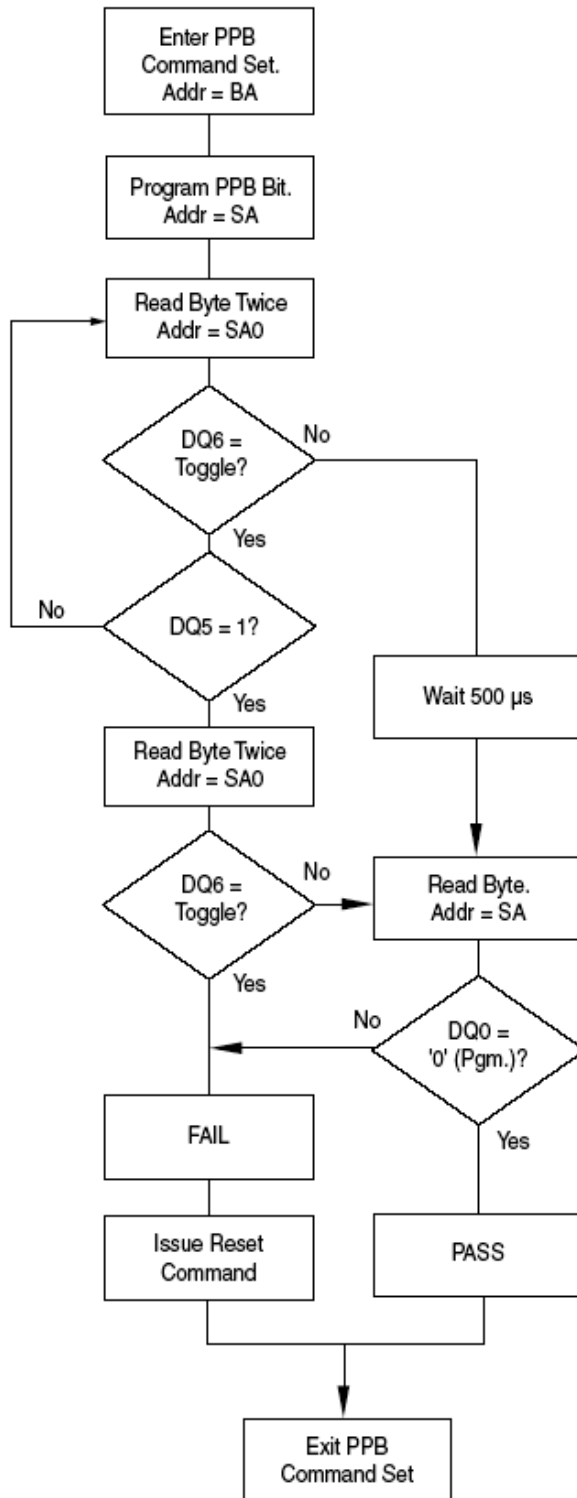 Enter PPB
Command Set.
Addr = BA
Program PPB Bit.
Addr = SA
Read Byte Twice
Addr = SA0
DQ6 =
Toggle?
No
Yes
DQ5 = 1?
No
Yes
Wait 500 µs
Read Byte Twice
Addr = SA0
DQ6 =
Toggle?
No
Yes
Read Byte.
Addr = SA
DQ0 =
'0' (Pgm.)?
No
Yes
FAIL
Issue Reset
Command
PASS
Exit PPB
Command Set